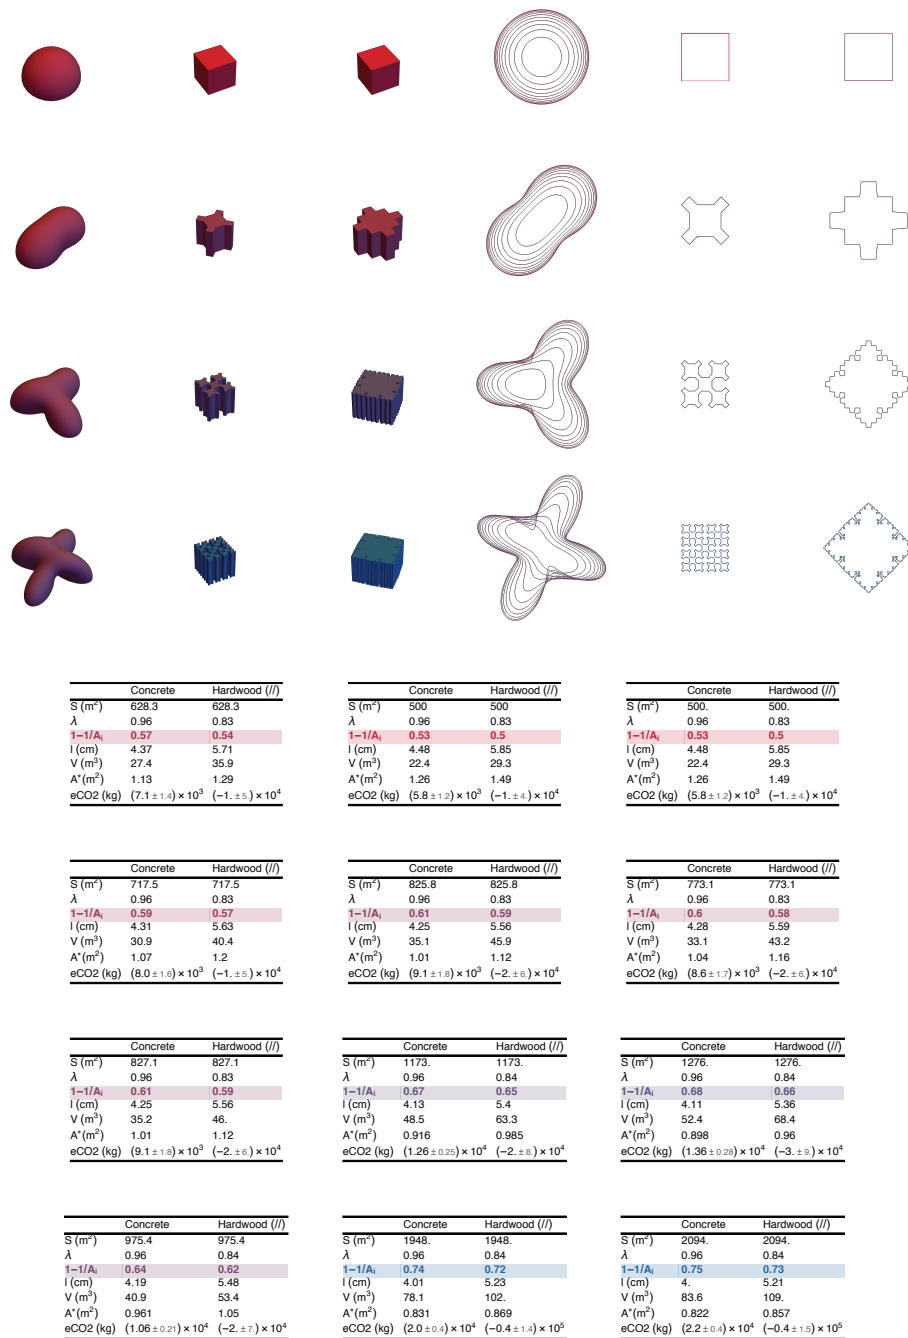 Concrete Hardwood (//)
S (m²) 628.3 628.3
λ 0.96 0.83
1−1/Aᵢ 0.57 0.54
l (cm) 4.37 5.71
V (m³) 27.4 35.9
A*(m²) 1.13 1.29
eCO2 (kg) (7.1 ± 1.4) × 10³ (−1. ± 5.) × 10⁴
Concrete Hardwood (//)
S (m²) 500 500
λ 0.96 0.83
1−1/Aᵢ 0.53 0.5
l (cm) 4.48 5.85
V (m³) 22.4 29.3
A*(m²) 1.26 1.49
eCO2 (kg) (5.8 ± 1.2) × 10³ (−1. ± 4.) × 10⁴
Concrete Hardwood (//)
S (m²) 500. 500.
λ 0.96 0.83
1−1/Aᵢ 0.53 0.5
l (cm) 4.48 5.85
V (m³) 22.4 29.3
A*(m²) 1.26 1.49
eCO2 (kg) (5.8 ± 1.2) × 10³ (−1. ± 4.) × 10⁴
Concrete Hardwood (//)
S (m²) 717.5 717.5
λ 0.96 0.83
1−1/Aᵢ 0.59 0.57
l (cm) 4.31 5.63
V (m³) 30.9 40.4
A*(m²) 1.07 1.2
eCO2 (kg) (8.0 ± 1.6) × 10³ (−1. ± 5.) × 10⁴
Concrete Hardwood (//)
S (m²) 825.8 825.8
λ 0.96 0.83
1−1/Aᵢ 0.61 0.59
l (cm) 4.25 5.56
V (m³) 35.1 45.9
A*(m²) 1.01 1.12
eCO2 (kg) (9.1 ± 1.8) × 10³ (−2. ± 6.) × 10⁴
Concrete Hardwood (//)
S (m²) 773.1 773.1
λ 0.96 0.83
1−1/Aᵢ 0.6 0.58
l (cm) 4.28 5.59
V (m³) 33.1 43.2
A*(m²) 1.04 1.16
eCO2 (kg) (8.6 ± 1.7) × 10³ (−2. ± 6.) × 10⁴
Concrete Hardwood (//)
S (m²) 827.1 827.1
λ 0.96 0.83
1−1/Aᵢ 0.61 0.59
l (cm) 4.25 5.56
V (m³) 35.2 46.
A*(m²) 1.01 1.12
eCO2 (kg) (9.1 ± 1.8) × 10³ (−2. ± 6.) × 10⁴
Concrete Hardwood (//)
S (m²) 1173. 1173.
λ 0.96 0.84
1−1/Aᵢ 0.67 0.65
l (cm) 4.13 5.4
V (m³) 48.5 63.3
A*(m²) 0.916 0.985
eCO2 (kg) (1.26 ± 0.25) × 10⁴ (−2. ± 8.) × 10⁴
Concrete Hardwood (//)
S (m²) 1276. 1276.
λ 0.96 0.84
1−1/Aᵢ 0.68 0.66
l (cm) 4.11 5.36
V (m³) 52.4 68.4
A*(m²) 0.898 0.96
eCO2 (kg) (1.36 ± 0.28) × 10⁴ (−3. ± 9.) × 10⁴
Concrete Hardwood (//)
S (m²) 975.4 975.4
λ 0.96 0.84
1−1/Aᵢ 0.64 0.62
l (cm) 4.19 5.48
V (m³) 40.9 53.4
A*(m²) 0.961 1.05
eCO2 (kg) (1.06 ± 0.21) × 10⁴ (−2. ± 7.) × 10⁴
Concrete Hardwood (//)
S (m²) 1948. 1948.
λ 0.96 0.84
1−1/Aᵢ 0.74 0.72
l (cm) 4.01 5.23
V (m³) 78.1 102.
A*(m²) 0.831 0.869
eCO2 (kg) (2.0 ± 0.4) × 10⁴ (−0.4 ± 1.4) × 10⁵
Concrete Hardwood (//)
S (m²) 2094. 2094.
λ 0.96 0.84
1−1/Aᵢ 0.75 0.73
l (cm) 4. 5.21
V (m³) 83.6 109.
A*(m²) 0.822 0.857
eCO2 (kg) (2.2 ± 0.4) × 10⁴ (−0.4 ± 1.5) × 10⁵